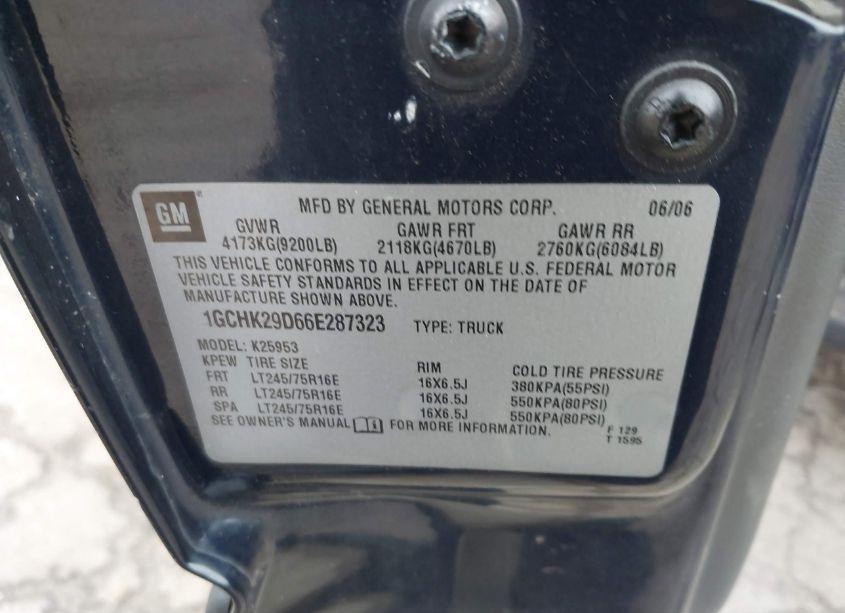 GM ® MFD BY GENERAL MOTORS CORP. 06/06
GVWR GAWR FRT GAWR RR
4173KG(9200LB) 2118KG(4670LB) 2760KG(6084LB)
THIS VEHICLE CONFORMS TO ALL APPLICABLE U.S. FEDERAL MOTOR
VEHICLE SAFETY STANDARDS IN EFFECT ON THE DATE OF
MANUFACTURE SHOWN ABOVE.
1GCHK29D66E287323 TYPE: TRUCK
MODEL: K25953
KPEW TIRE SIZE RIM COLD TIRE PRESSURE
FRT LT245/75R16E 16X6.5J 380KPA(55PSI)
RR LT245/75R16E 16X6.5J 550KPA(80PSI)
SPA LT245/75R16E 16X6.5J 550KPA(80PSI)
SEE OWNER'S MANUAL FOR MORE INFORMATION.
F 129
T 1595